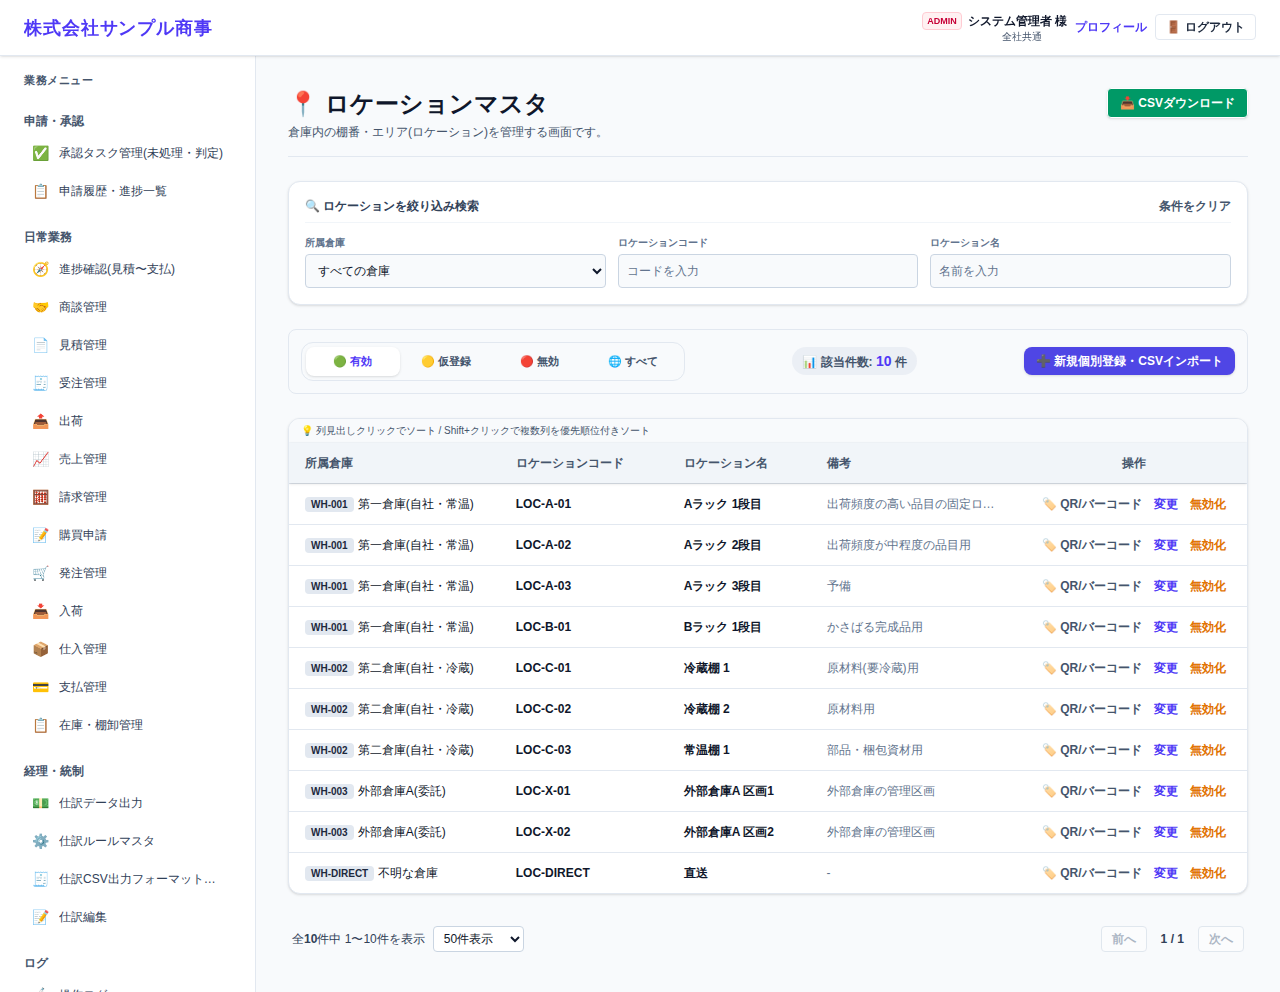 株式会社サンプル商事
ADMIN システム管理者 様
全社共通
プロフィール
🚪 ログアウト
業務メニュー
申請・承認
✅ 承認タスク管理(未処理・判定)
📋 申請履歴・進捗一覧
日常業務
🧭 進捗確認(見積〜支払)
🤝 商談管理
📄 見積管理
🧾 受注管理
📤 出荷
📈 売上管理
🧮 請求管理
📝 購買申請
🛒 発注管理
📥 入荷
📦 仕入管理
💳 支払管理
📋 在庫・棚卸管理
経理・統制
💵 仕訳データ出力
⚙️ 仕訳ルールマスタ
🧾 仕訳CSV出力フォーマット…
📝 仕訳編集
ログ
📍 ロケーションマスタ
倉庫内の棚番・エリア(ロケーション)を管理する画面です。
📥 CSVダウンロード
🔍 ロケーションを絞り込み検索
条件をクリア
所属倉庫 ロケーションコード ロケーション名
すべての倉庫 コードを入力 名前を入力
🟢 有効 🟡 仮登録 🔴 無効 🌐 すべて
📊 該当件数: 10 件
➕ 新規個別登録・CSVインポート
💡 列見出しクリックでソート / Shift+クリックで複数列を優先順位付きソート
所属倉庫 ロケーションコード ロケーション名 備考 操作
WH-001 第一倉庫(自社・常温) LOC-A-01 Aラック 1段目 出荷頻度の高い品目の固定ロ… 🏷️ QR/バーコード 変更 無効化
WH-001 第一倉庫(自社・常温) LOC-A-02 Aラック 2段目 出荷頻度が中程度の品目用 🏷️ QR/バーコード 変更 無効化
WH-001 第一倉庫(自社・常温) LOC-A-03 Aラック 3段目 予備 🏷️ QR/バーコード 変更 無効化
WH-001 第一倉庫(自社・常温) LOC-B-01 Bラック 1段目 かさばる完成品用 🏷️ QR/バーコード 変更 無効化
WH-002 第二倉庫(自社・冷蔵) LOC-C-01 冷蔵棚 1 原材料(要冷蔵)用 🏷️ QR/バーコード 変更 無効化
WH-002 第二倉庫(自社・冷蔵) LOC-C-02 冷蔵棚 2 原材料用 🏷️ QR/バーコード 変更 無効化
WH-002 第二倉庫(自社・冷蔵) LOC-C-03 常温棚 1 部品・梱包資材用 🏷️ QR/バーコード 変更 無効化
WH-003 外部倉庫A(委託) LOC-X-01 外部倉庫A 区画1 外部倉庫の管理区画 🏷️ QR/バーコード 変更 無効化
WH-003 外部倉庫A(委託) LOC-X-02 外部倉庫A 区画2 外部倉庫の管理区画 🏷️ QR/バーコード 変更 無効化
WH-DIRECT 不明な倉庫 LOC-DIRECT 直送 - 🏷️ QR/バーコード 変更 無効化
全10件中 1〜10件を表示 50件表示
前へ 1 / 1 次へ